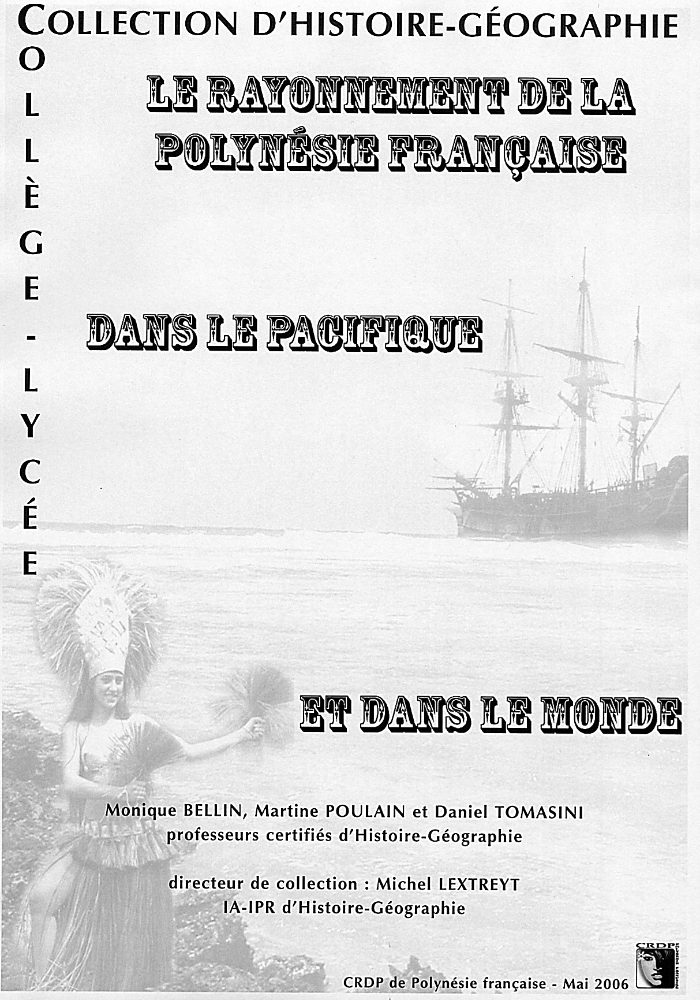 COLLECTION D'HISTOIRE-GÉOGRAPHIE
COLLÈGE-LYCÉE
LE RAYONNEMENT DE LA
POLYNÉSIE FRANÇAISE
DANS LE PACIFIQUE
ET DANS LE MONDE
Monique BELLIN, Martine POULAIN et Daniel TOMASINI
professeurs certifiés d'Histoire-Géographie
directeur de collection : Michel LEXTREYT
IA-IPR d'Histoire-Géographie
CRDP de Polynésie française - Mai 2006
CRDP